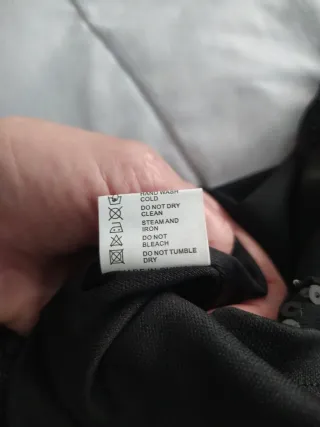 HAND WASH
COLD
DO NOT DRY
CLEAN
STEAM AND
IRON
DO NOT
BLEACH
DO NOT TUMBLE
DRY